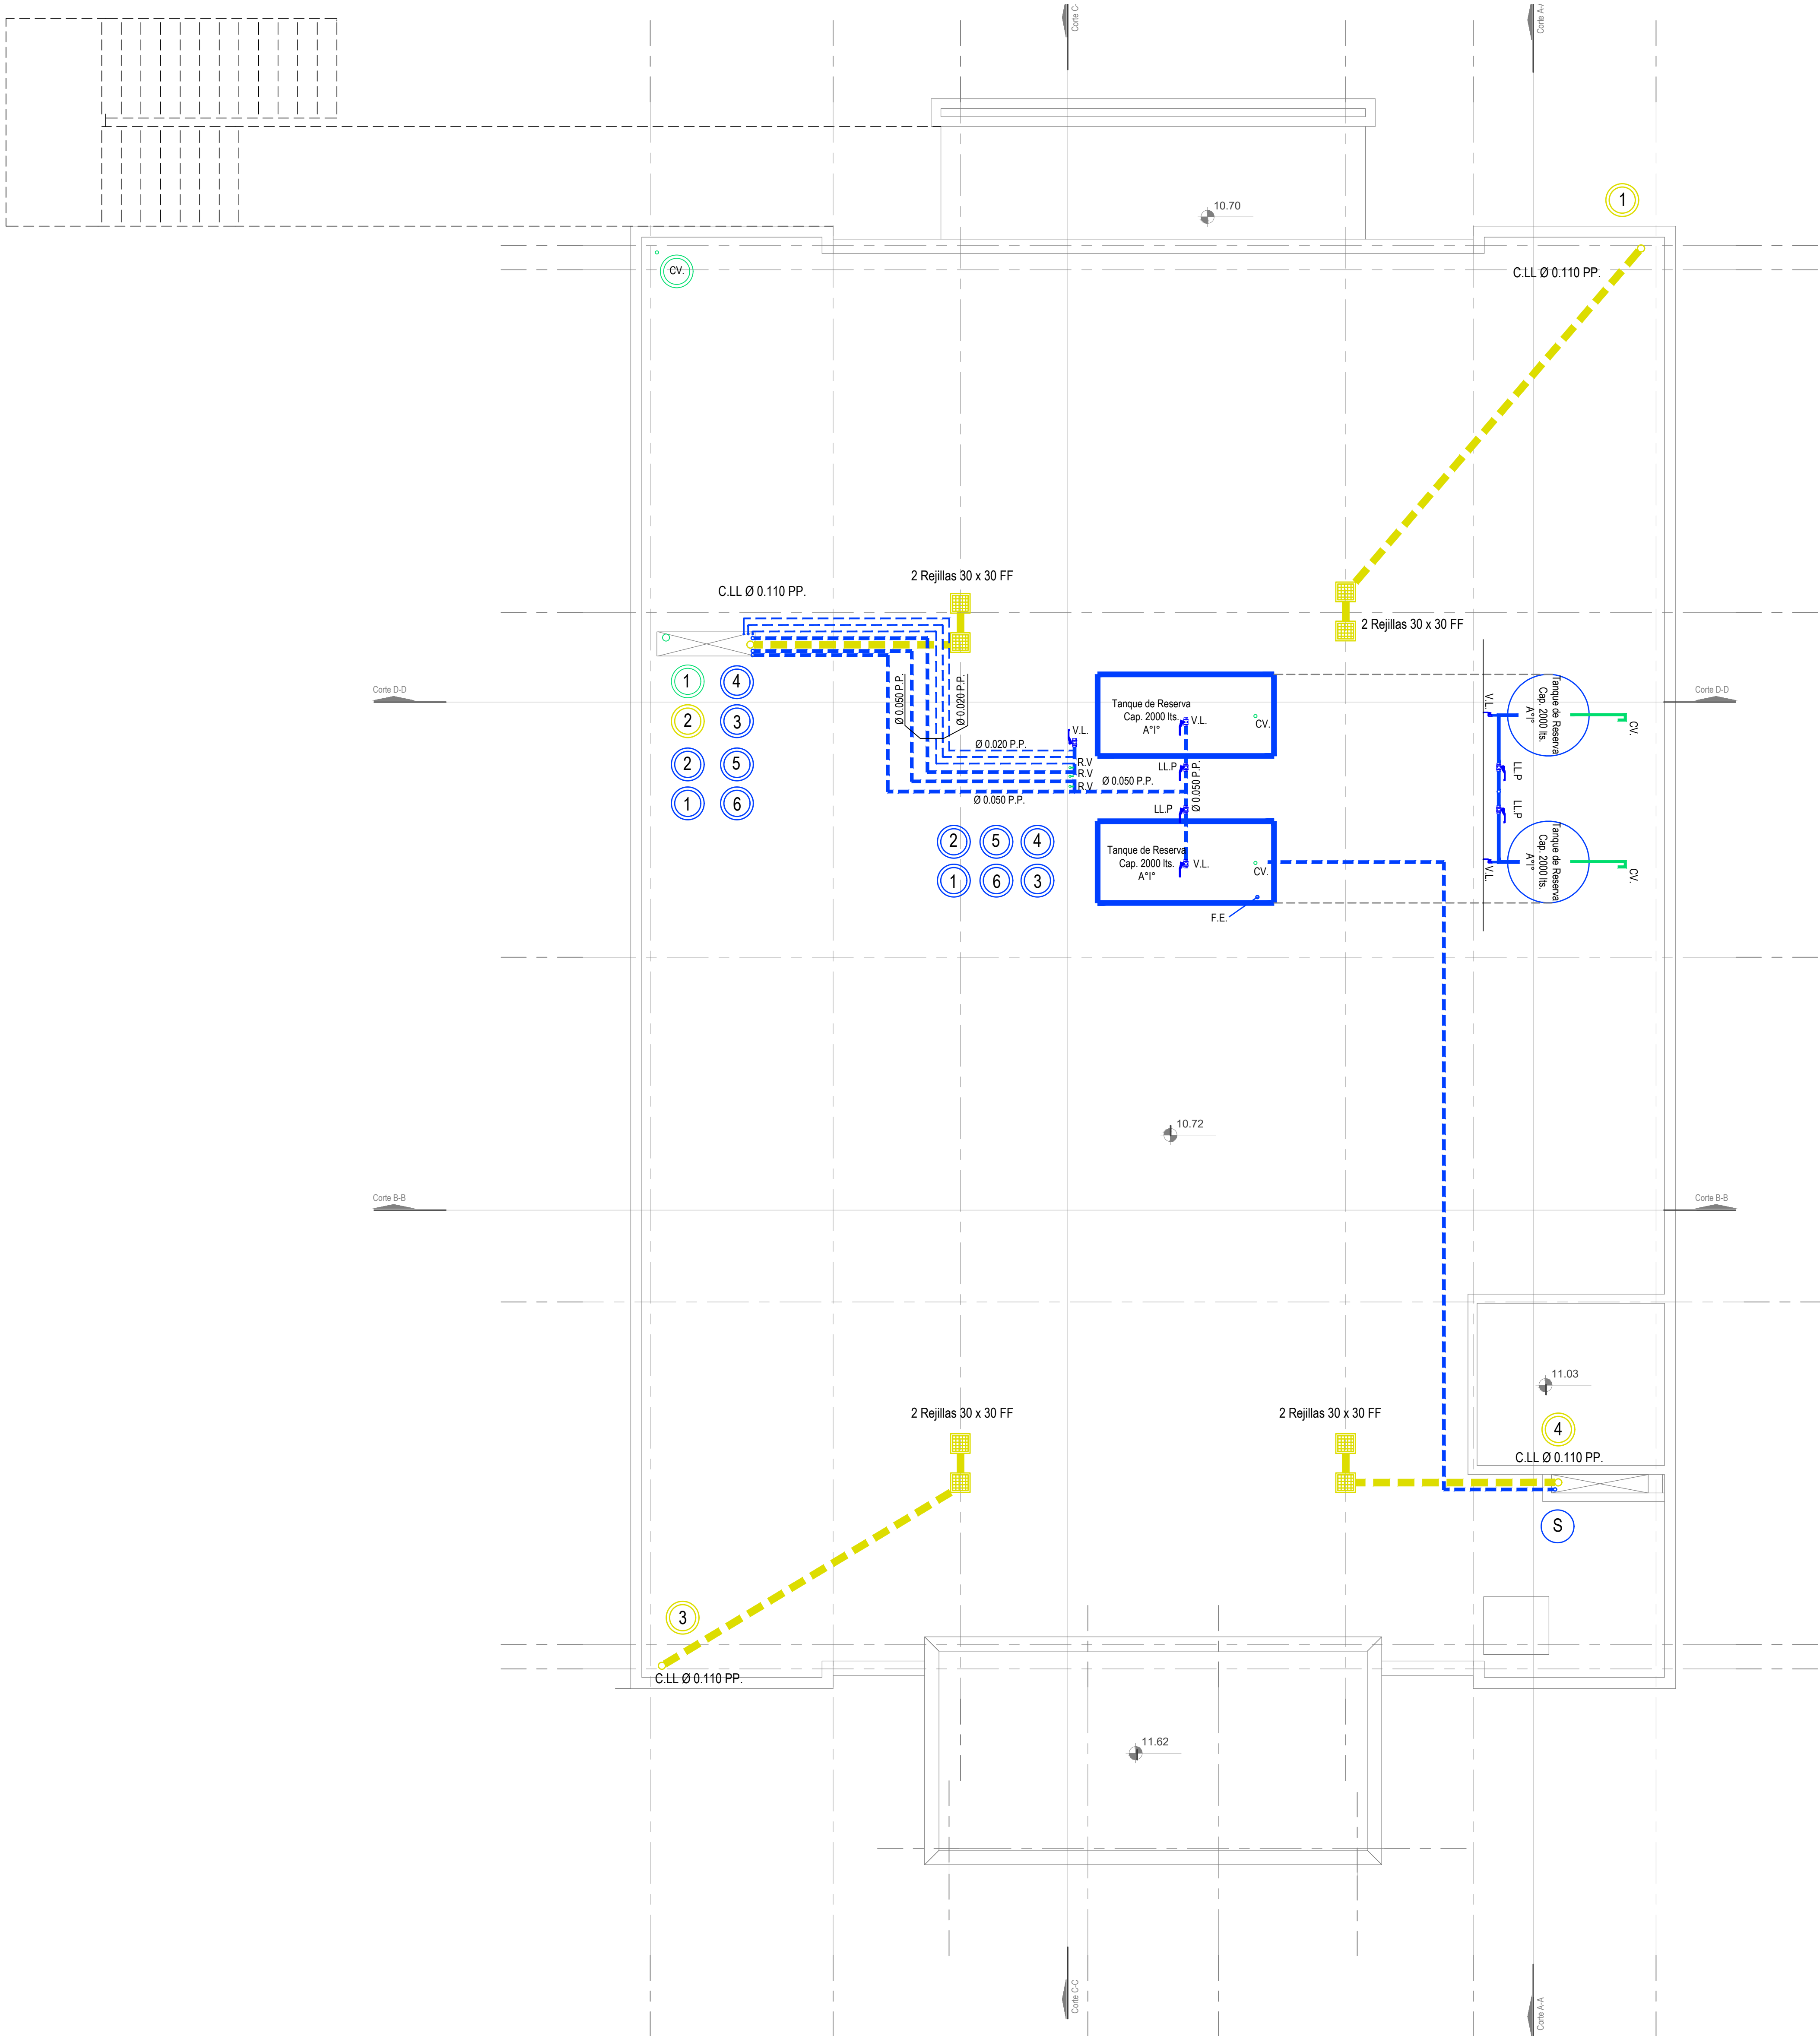 Corte C-
Corte A-A
10.70
1
CV.
C.LL Ø 0.110 PP.
2 Rejillas 30 x 30 FF
C.LL Ø 0.110 PP.
2 Rejillas 30 x 30 FF
1
4
2
3
2
5
1
6
Corte D-D
Corte D-D
Ø 0.050 P.P.
Ø 0.020 P.P.
Ø 0.020 P.P.
V.L.
R.V
R.V
R.V
Ø 0.050 P.P.
Ø 0.050 P.P.
Tanque de Reserva
Cap. 2000 lts.
A°I°
V.L.
CV.
LL.P
Ø 0.050 P.P.
LL.P
Tanque de Reserva
Cap. 2000 lts.
A°I°
V.L.
CV.
F.E.
V.L.
Tanque de Reserva
Cap. 2000 lts.
A°I°
CV.
LL.P
LL.P
V.L.
Tanque de Reserva
Cap. 2000 lts.
A°I°
CV.
2
5
4
1
6
3
10.72
Corte B-B
Corte B-B
11.03
2 Rejillas 30 x 30 FF
2 Rejillas 30 x 30 FF
4
C.LL Ø 0.110 PP.
S
3
C.LL Ø 0.110 PP.
11.62
Corte C-C
Corte A-A